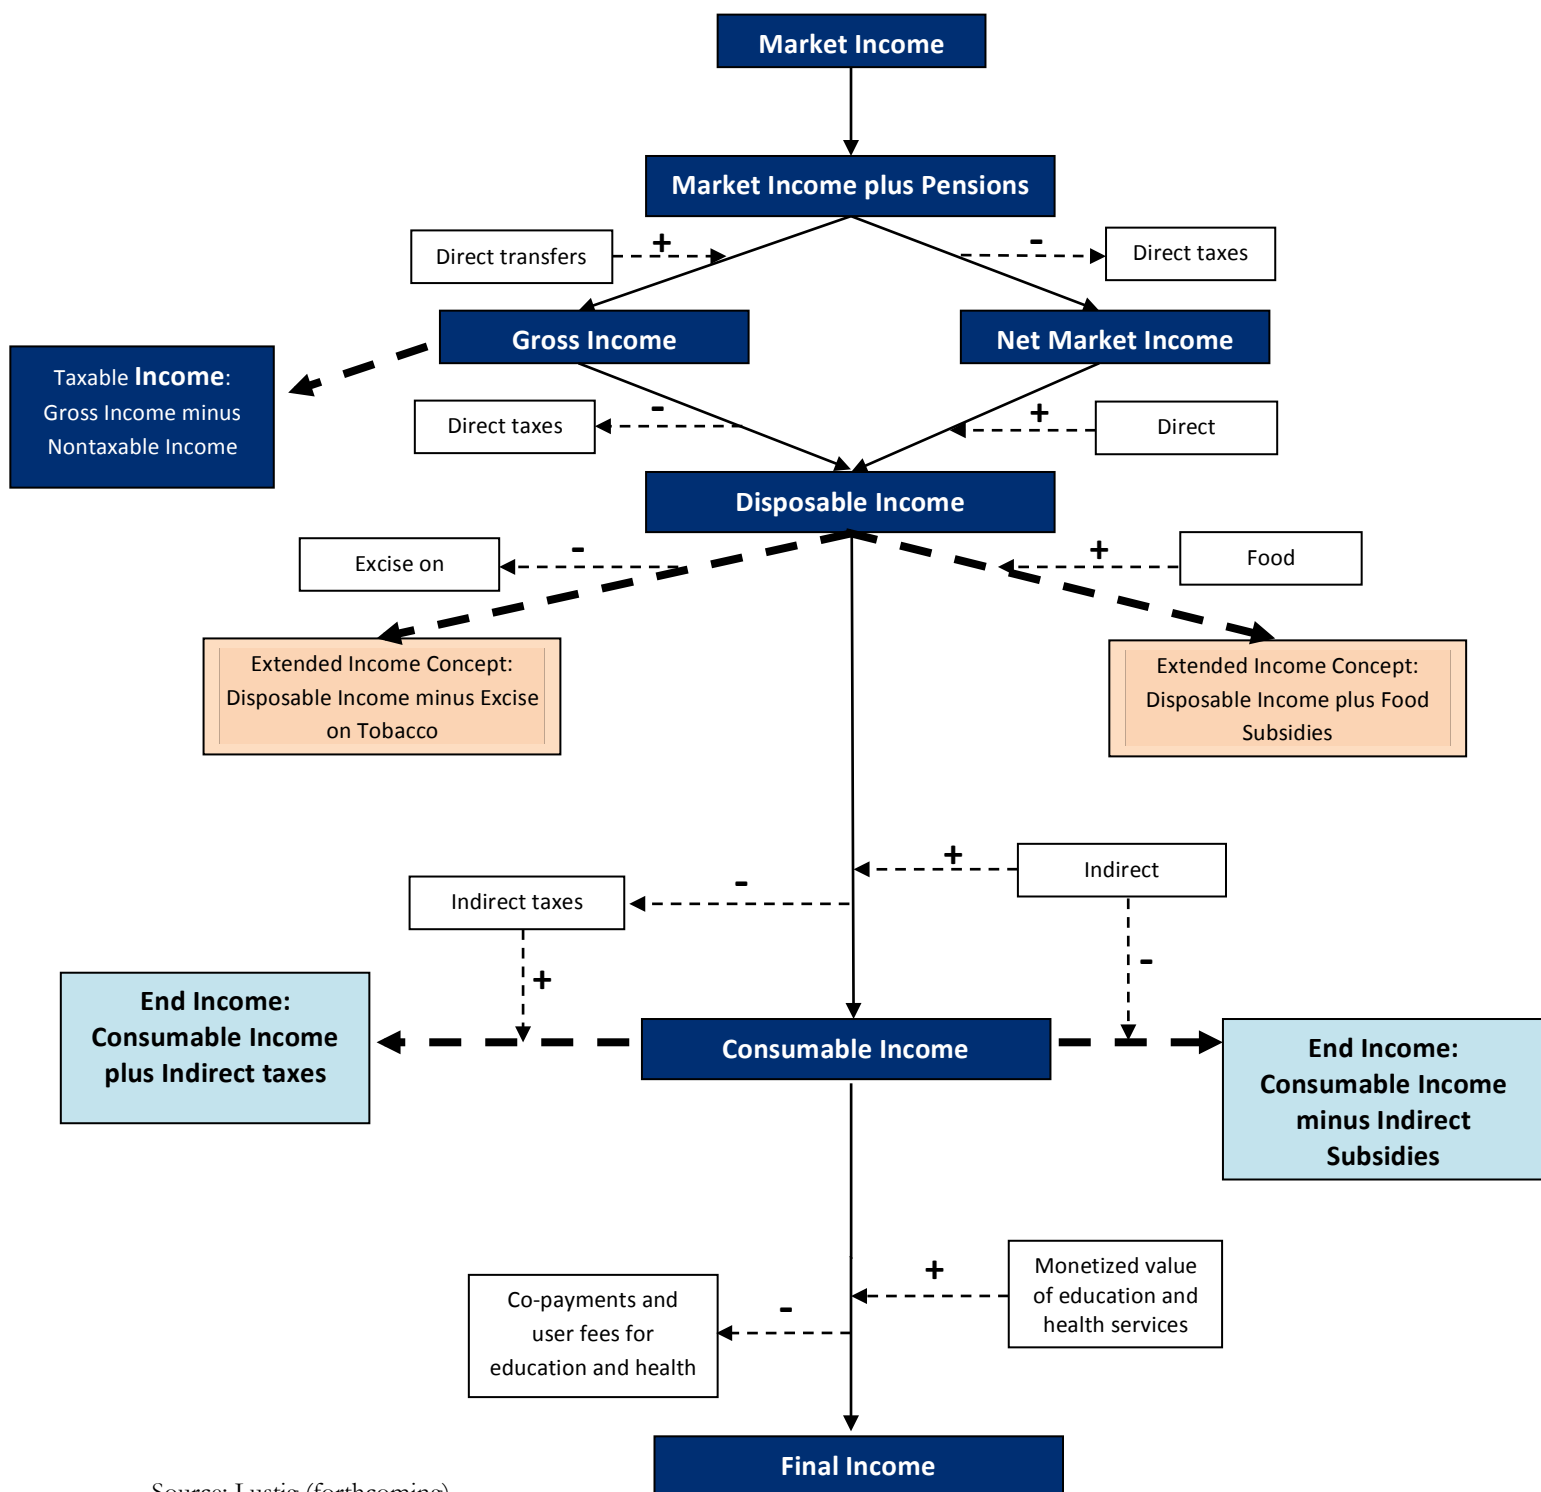 Market Income
Market Income plus Pensions
Direct transfers
+
-
Direct taxes
Gross Income
Net Market Income
Taxable Income:
Gross Income minus
Nontaxable Income
Direct taxes
-
+
Direct
Disposable Income
Excise on
-
+
Food
Extended Income Concept:
Disposable Income minus Excise
on Tobacco
Extended Income Concept:
Disposable Income plus Food
Subsidies
+
Indirect
Indirect taxes
-
+
-
End Income:
Consumable Income
plus Indirect taxes
Consumable Income
End Income:
Consumable Income
minus Indirect
Subsidies
Co-payments and
user fees for
education and health
-
+
Monetized value
of education and
health services
Final Income
Source: Lustig (forthcoming)